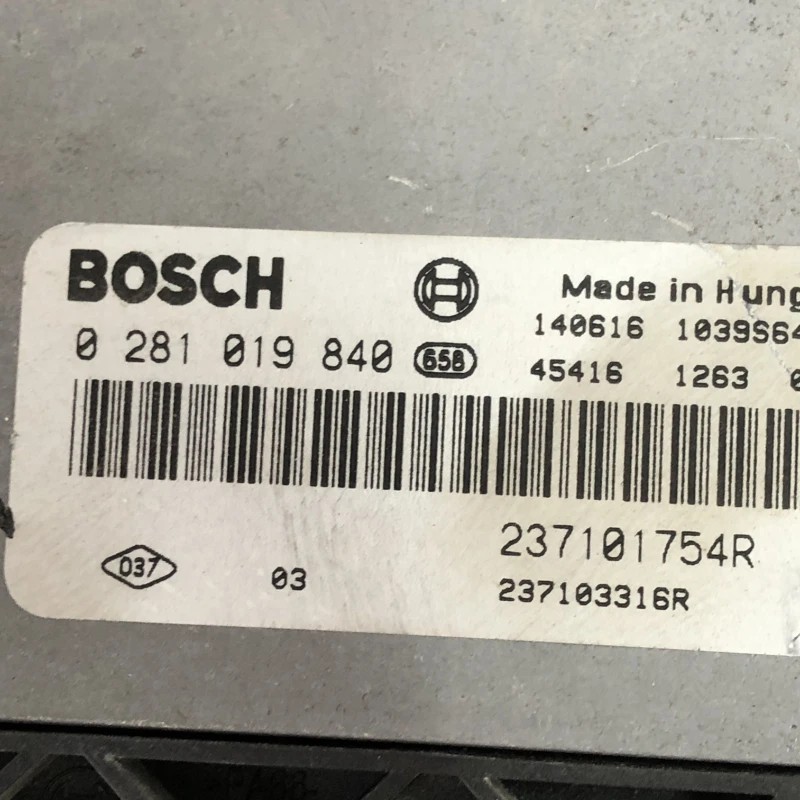 BOSCH
Made in Hung
0 281 019 840 658
140616 1039S64
45416 1263
237101754R
037 03
237103316R